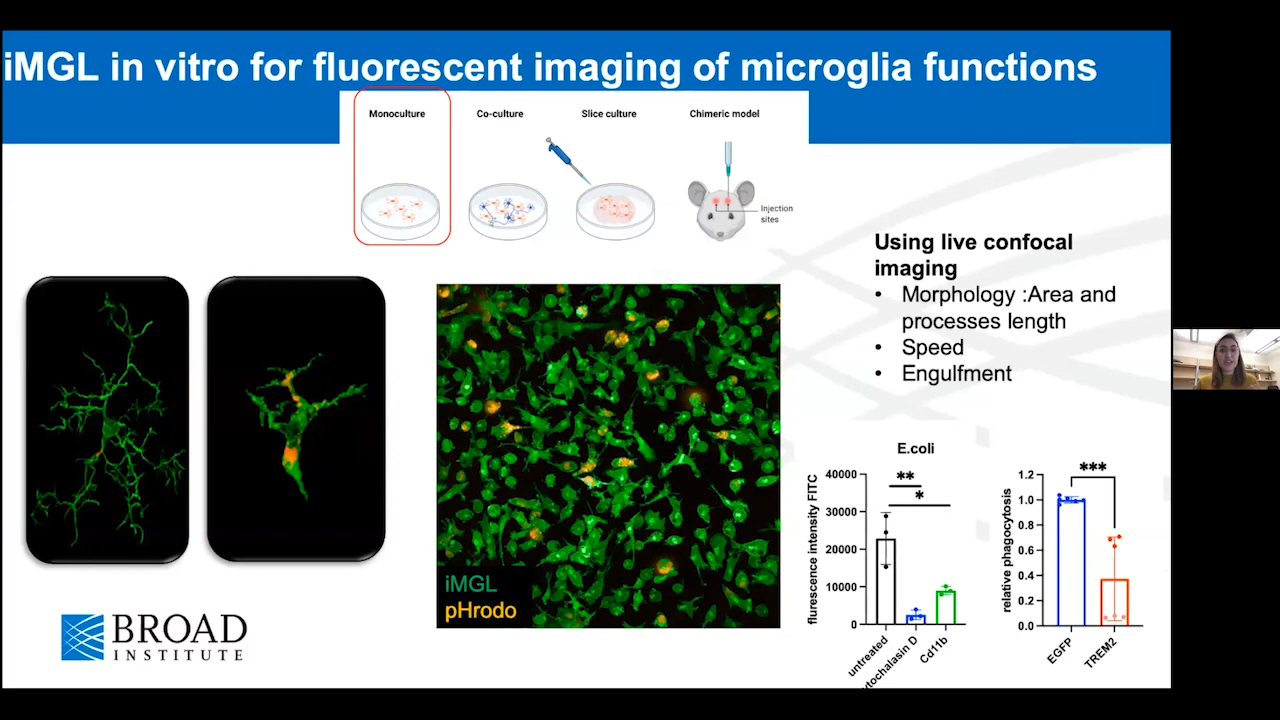 iMGL in vitro for fluorescent imaging of microglia functions
Monoculture
Co-culture
Slice culture
Chimeric model
Injection
sites
Using live confocal
imaging
• Morphology :Area and
processes length
• Speed
• Engulfment
iMGL
pHrodo
E.coli
flurescence intensity FITC
40000
30000
20000
10000
0
**
*
untreated
ytochalasin D
Cd11b
relative phagocytosis
1.2
1.0
0.8
0.6
0.4
0.2
0.0
***
EGFP
TREM2
BROAD
INSTITUTE